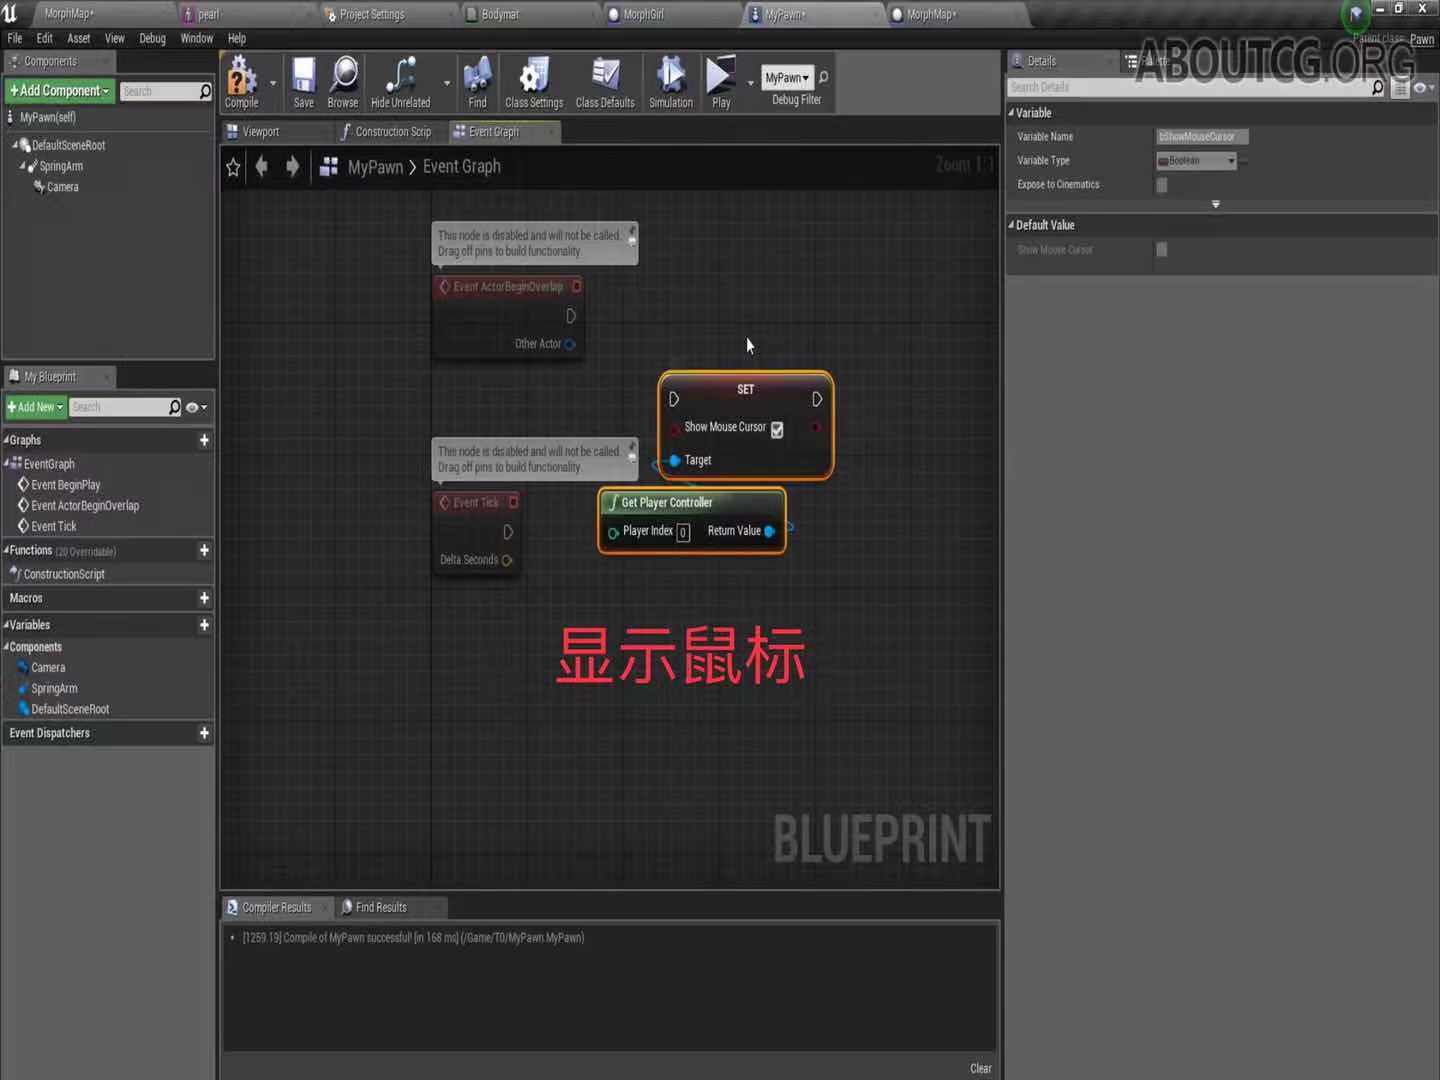 MorphMap*
pearl
Project Settings
Bodymat
MorphGirl
MyPawn*
MorphMap*
File Edit Asset View Debug Window Help
Parent class: Pawn
ABOUTCG.ORG
Components
+Add Component
Search
MyPawn(self)
DefaultSceneRoot
SpringArm
Camera
Compile
Save
Browse
Hide Unrelated
Find
Class Settings
Class Defaults
Simulation
Play
MyPawn
Debug Filter
Viewport
Construction Scrip
Event Graph
MyPawn > Event Graph
Zoom 1:1
This node is disabled and will not be called.
Drag off pins to build functionality.
Event ActorBeginOverlap
Other Actor
SET
Show Mouse Cursor
Target
This node is disabled and will not be called.
Drag off pins to build functionality.
Event Tick
Delta Seconds
Get Player Controller
Player Index 0
Return Value
显示鼠标
BLUEPRINT
My Blueprint
+Add New
Search
Graphs
EventGraph
Event BeginPlay
Event ActorBeginOverlap
Event Tick
Functions (20 Overridable)
ConstructionScript
Macros
Variables
Components
Camera
SpringArm
DefaultSceneRoot
Event Dispatchers
Compiler Results
Find Results
[1259.19] Compile of MyPawn successful! [in 168 ms] (/Game/T0/MyPawn.MyPawn)
Clear
Details
Palette
Search Details
Variable
Variable Name
bShowMouseCursor
Variable Type
Boolean
Expose to Cinematics
Default Value
Show Mouse Cursor